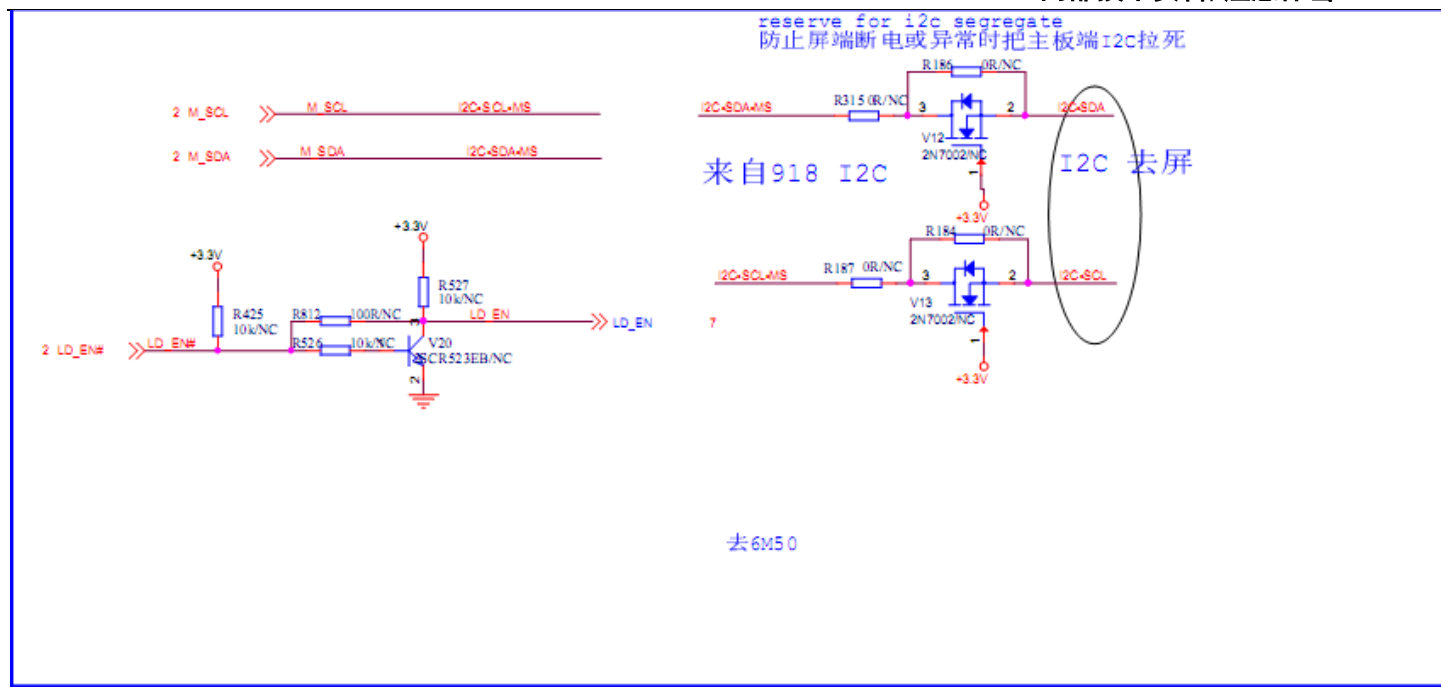 reserve for i2c segregate
防止屏端断电或异常时把主板端I2C拉死
R186 0R/NC
2 M_SCL M_SCL I2C-SCL-MS
I2C-SDA-MS R315 0R/NC 3 2 I2C-SDA
V12
2N7002/NC
1
+3.3V
2 M_SDA M_SDA I2C-SDA-MS
来自918 I2C
I2C 去屏
R184 0R/NC
I2C-SCL-MS R187 0R/NC 3 2 I2C-SCL
V13
2N7002/NC
1
+3.3V
+3.3V
+3.3V
R527
10k/NC
R425
10k/NC
R812 100R/NC 3 LD_EN LD_EN 7
2 LD_EN# LD_EN# R526 10k/NC V20
2
去6M50